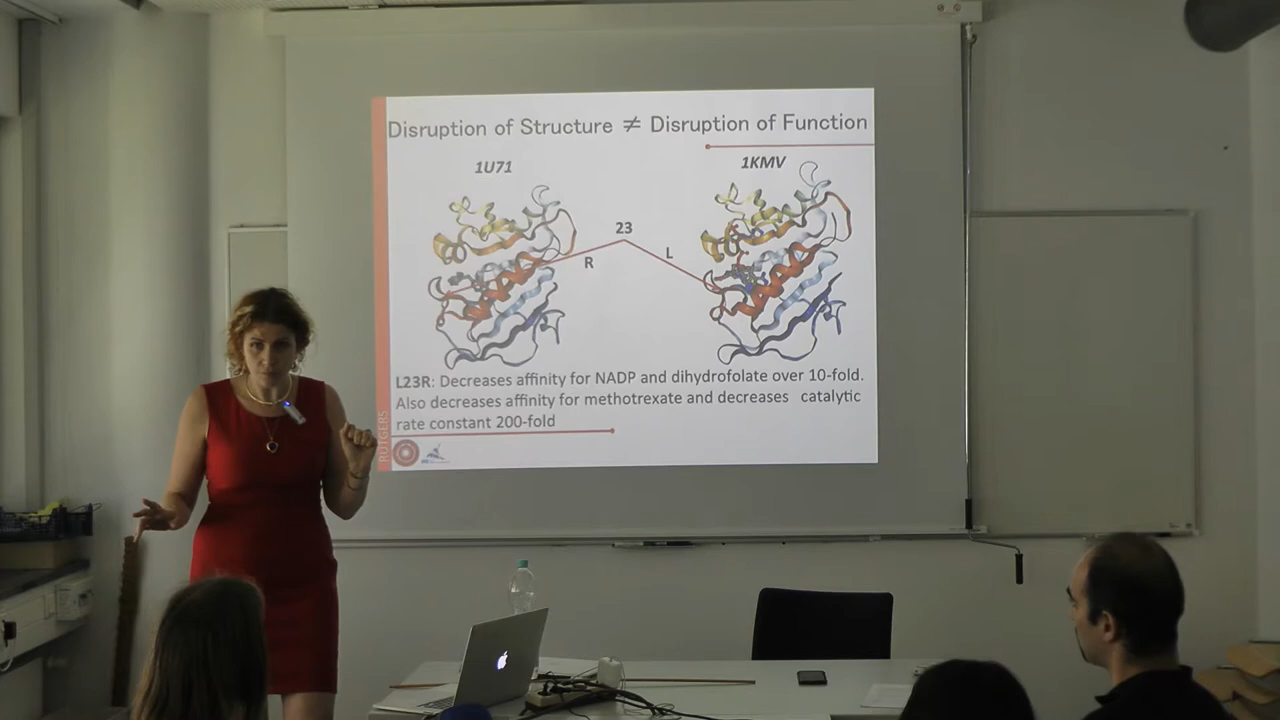 Disruption of Structure ≠ Disruption of Function
1U71
1KMV
23
R
L
L23R: Decreases affinity for NADP and dihydrofolate over 10-fold.
Also decreases affinity for methotrexate and decreases catalytic
rate constant 200-fold
RUTGERS